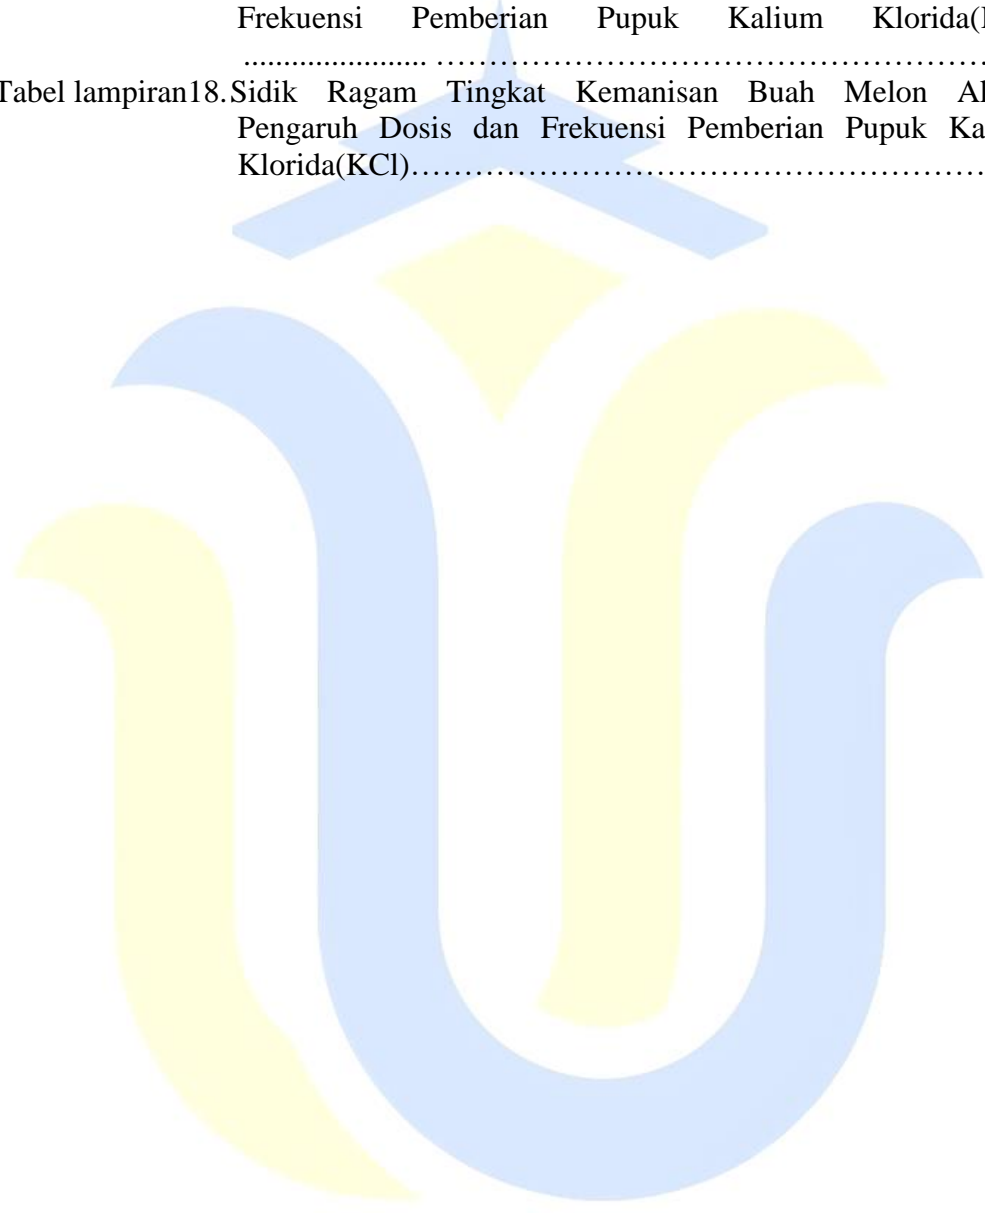 Frekuensi Pemberian Pupuk Kalium Klorida(
....................... ……………………………………………
Tabel lampiran18.Sidik Ragam Tingkat Kemanisan Buah Melon
Pengaruh Dosis dan Frekuensi Pemberian Pupuk
Klorida(KCl)………………………………………………